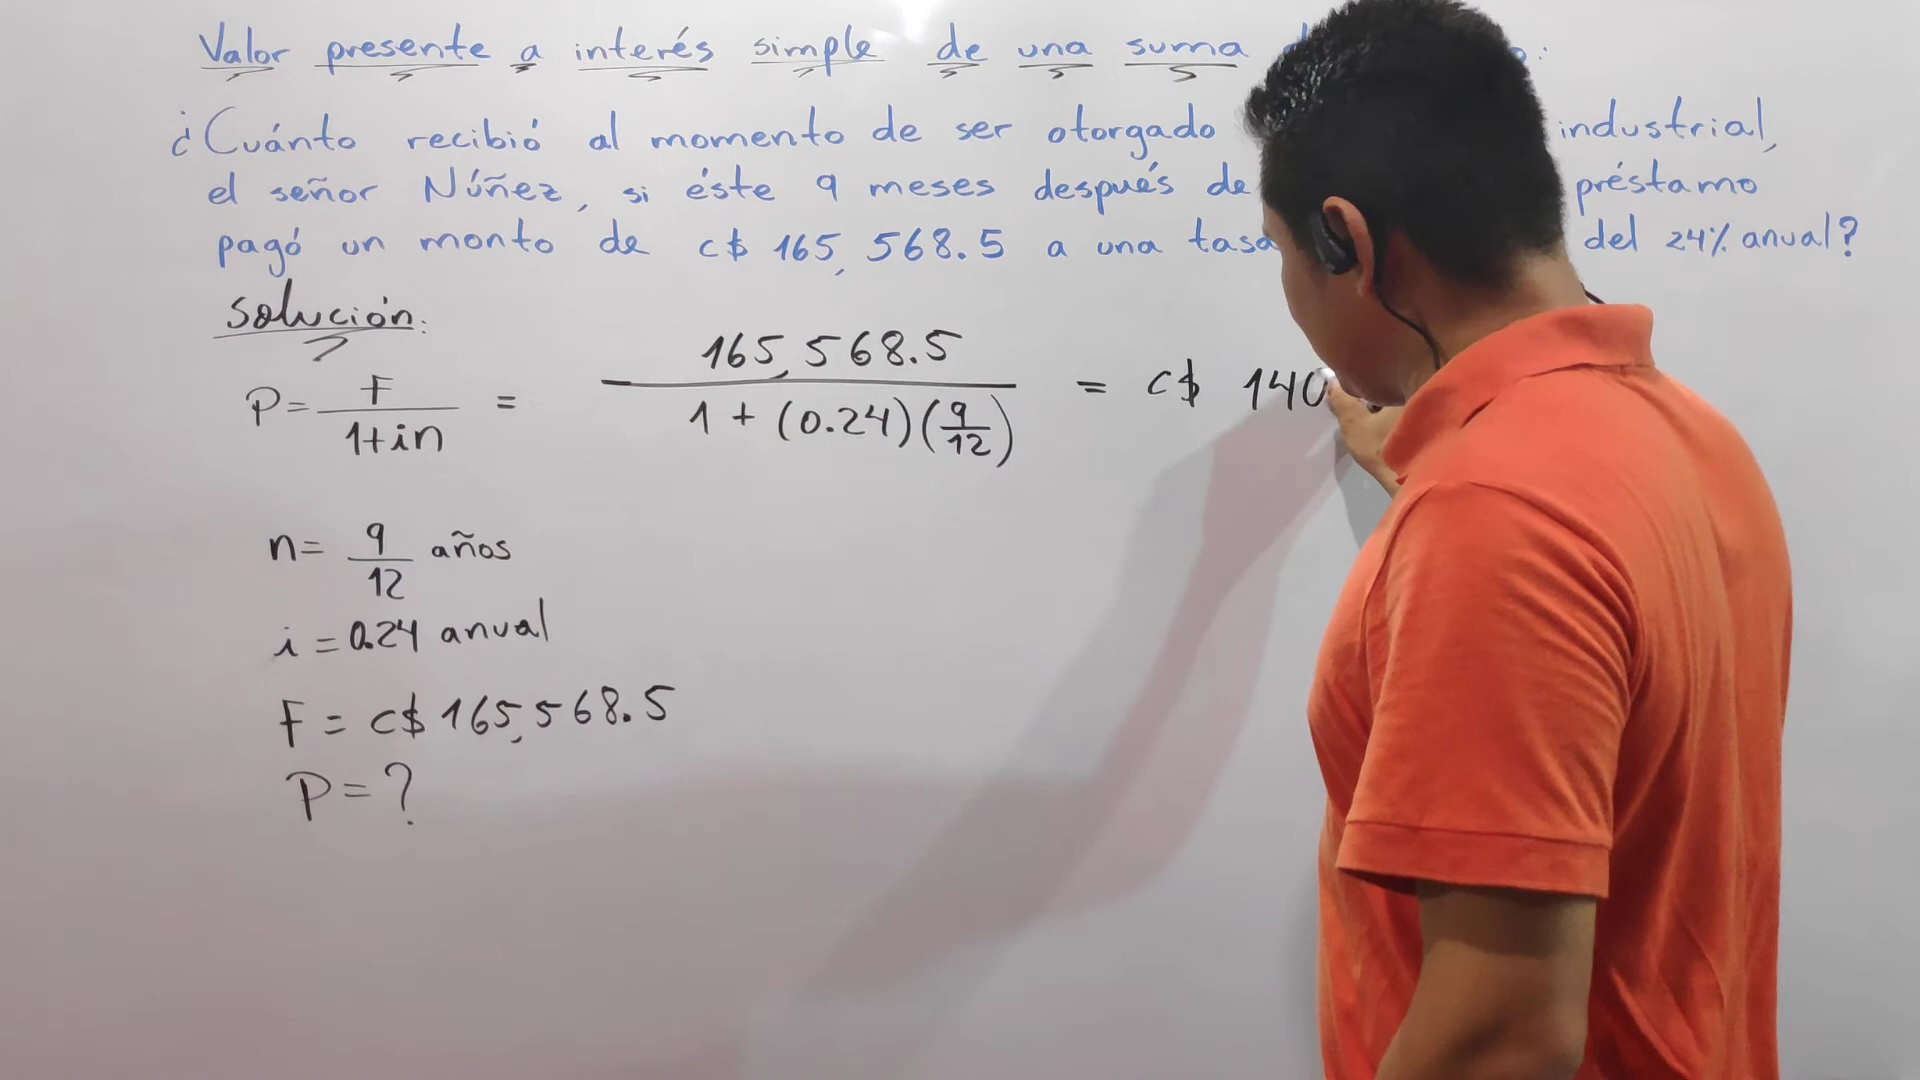 Valor presente a interés simple de una suma
¿Cuánto recibió al momento de ser otorgado industrial,
el señor Núñez, si éste 9 meses después de préstamo
pagó un monto de C$ 165,568.5 a una tasa del 24% anual?
Solución:
P = F / 1+in = 165,568.5 / 1 + (0.24)(9/12) = C$ 140
n = 9/12 años
i = 0.24 anual
F = C$ 165,568.5
P = ?